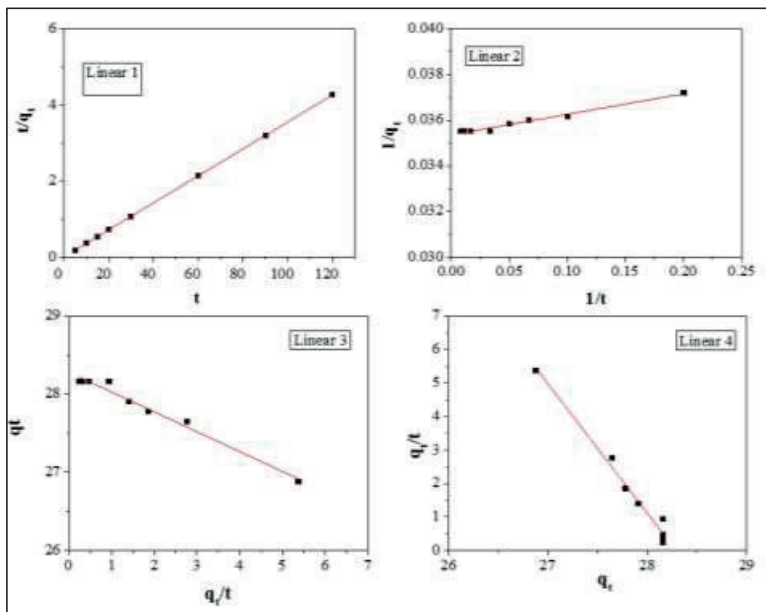 6
4
2
0
0 20 40 60 80 100 120
t/qt
t
Linear 1
0.040
0.038
0.036
0.034
0.032
0.030
0.00 0.05 0.10 0.15 0.20 0.25
1/qt
1/t
Linear 2
29
28
27
26
0 1 2 3 4 5 6 7
qt
qt/t
Linear 3
7
6
5
4
3
2
1
0
26 27 28 29
qt/t
qt
Linear 4